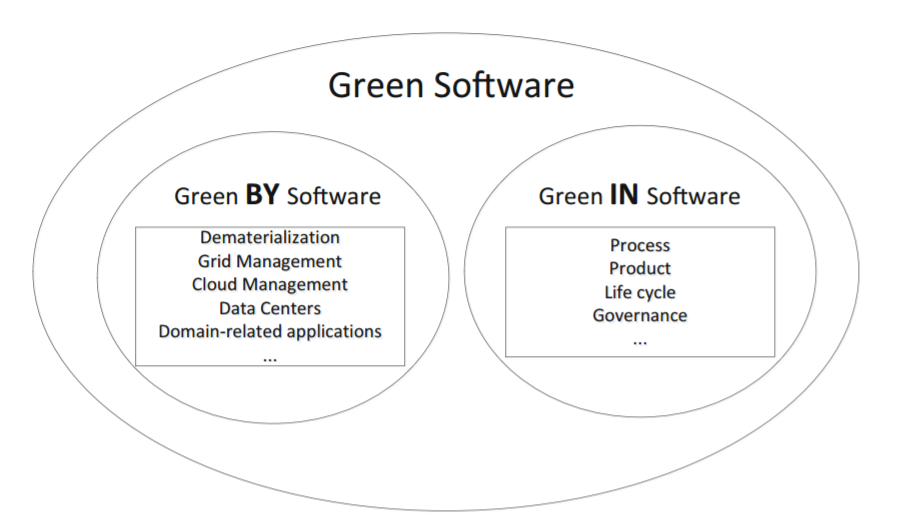 Green Software
Green BY Software
Dematerialization
Grid Management
Cloud Management
Data Centers
Domain-related applications
...
Green IN Software
Process
Product
Life cycle
Governance
...